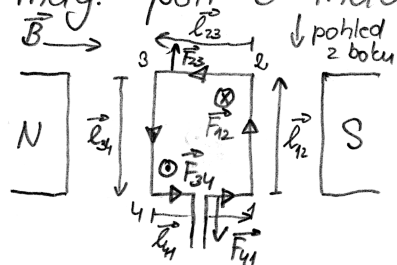 B l₂₃ pohled
z boku
3 F₂₃ 2
N l₃₄ F₁₂ l₁₂ S
F₃₄
4 1
l₄₁ F₄₁